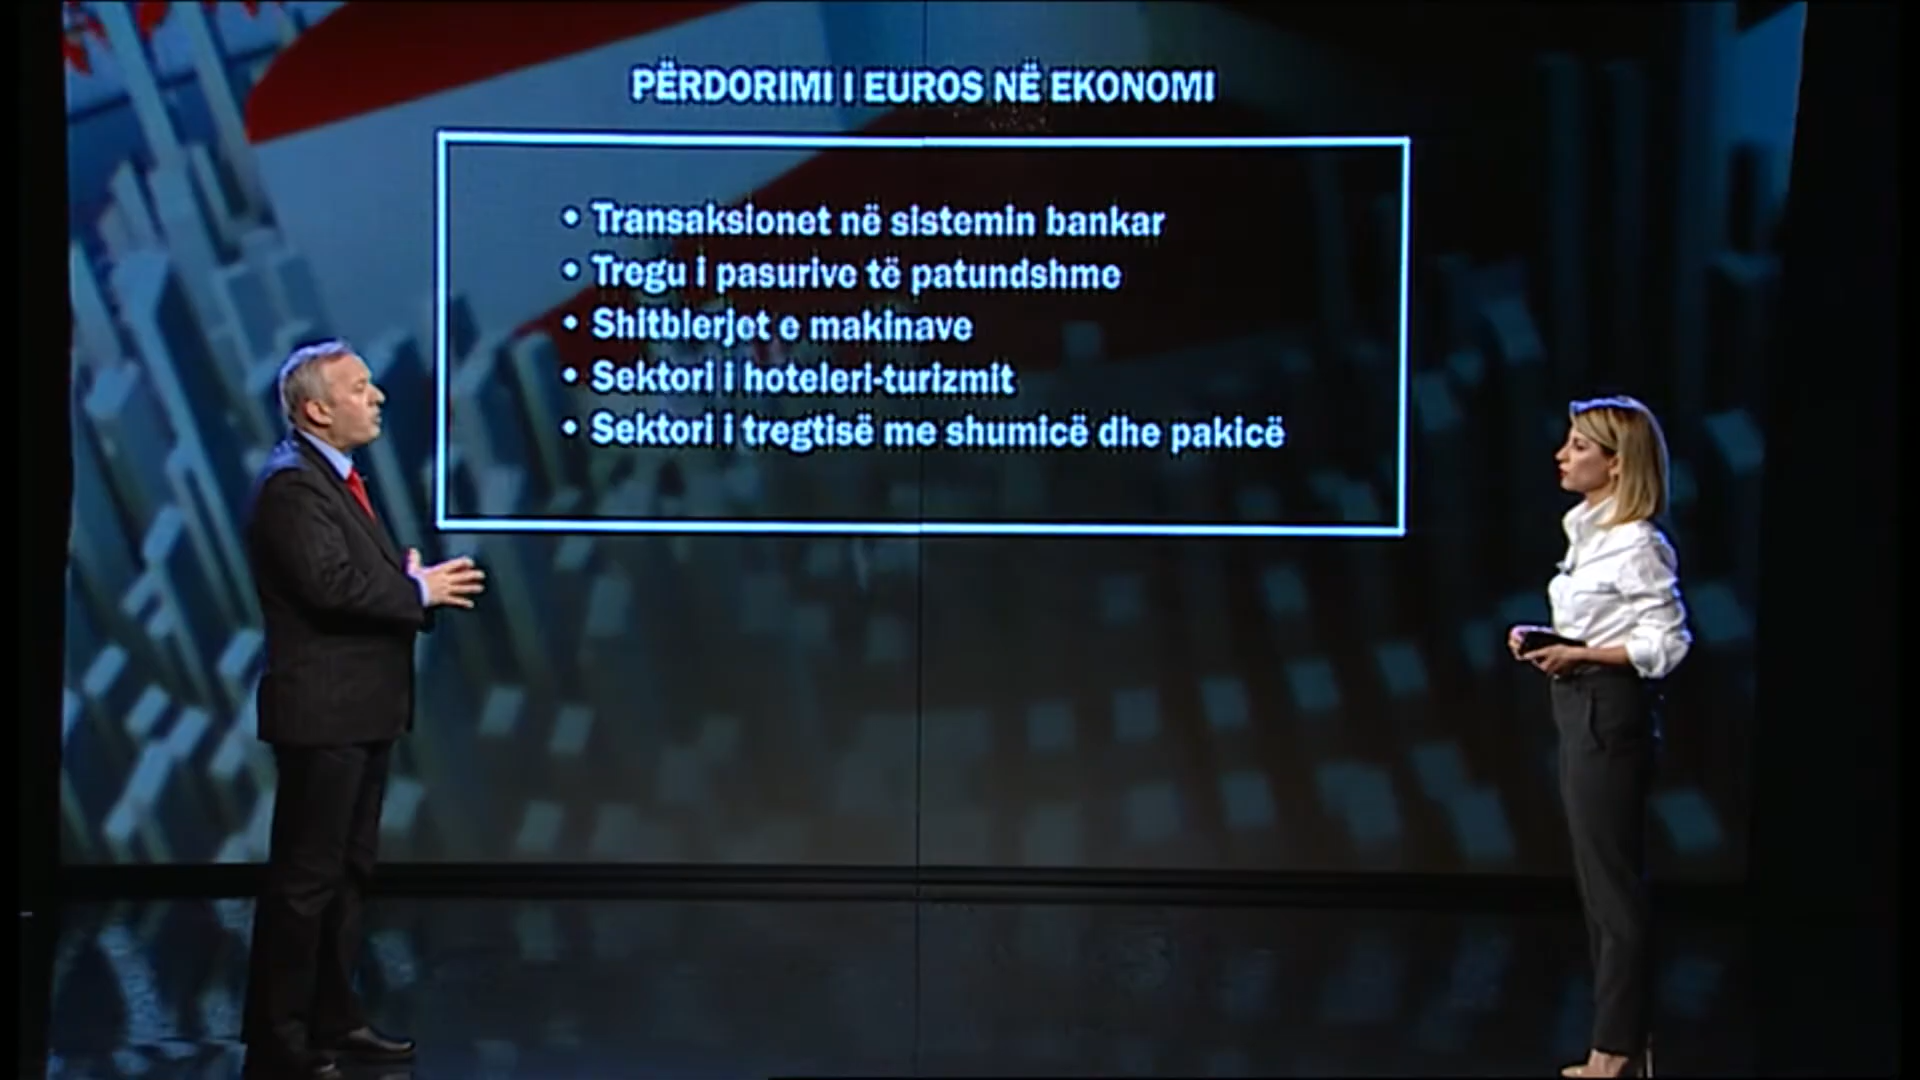 PËRDORIMI I EUROS NË EKONOMI
• Transaksionet në sistemin bankar
• Tregu i pasurive të patundshme
• Shitblerjet e makinave
• Sektori i hoteleri-turizmit
• Sektori i tregtisë me shumicë dhe pakicë